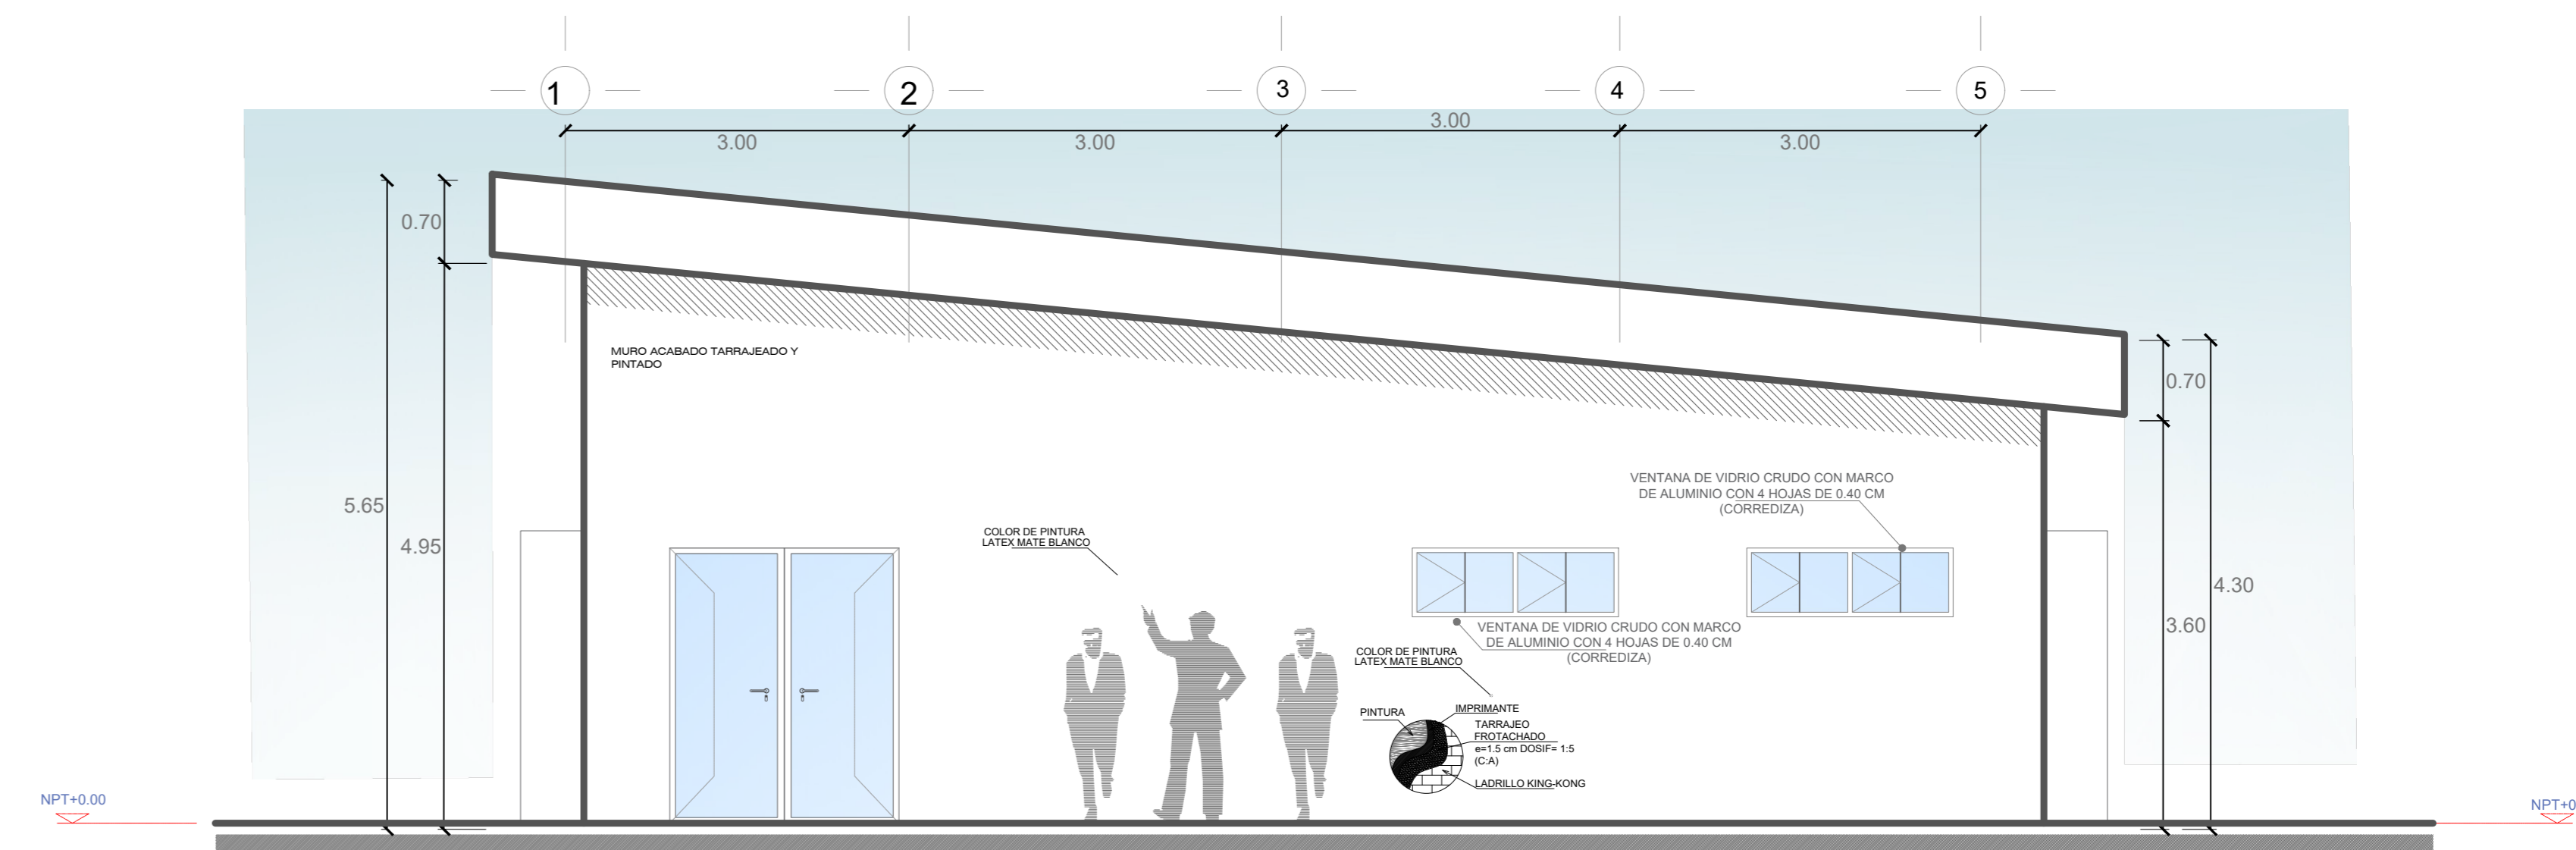 1
2
3
4
5
3.00
3.00
3.00
3.00
0.70
5.65
4.95
MURO ACABADO TARRAJEADO Y
PINTADO
0.70
4.30
3.60
VENTANA DE VIDRIO CRUDO CON MARCO
DE ALUMINIO CON 4 HOJAS DE 0.40 CM
(CORREDIZA)
COLOR DE PINTURA
LATEX MATE BLANCO
VENTANA DE VIDRIO CRUDO CON MARCO
DE ALUMINIO CON 4 HOJAS DE 0.40 CM
(CORREDIZA)
COLOR DE PINTURA
LATEX MATE BLANCO
PINTURA
IMPRIMANTE
TARRAJEO
FROTACHADO
e=1.5 cm DOSIF= 1:5
(C:A)
LADRILLO KING-KONG
NPT+0.00
NPT+0